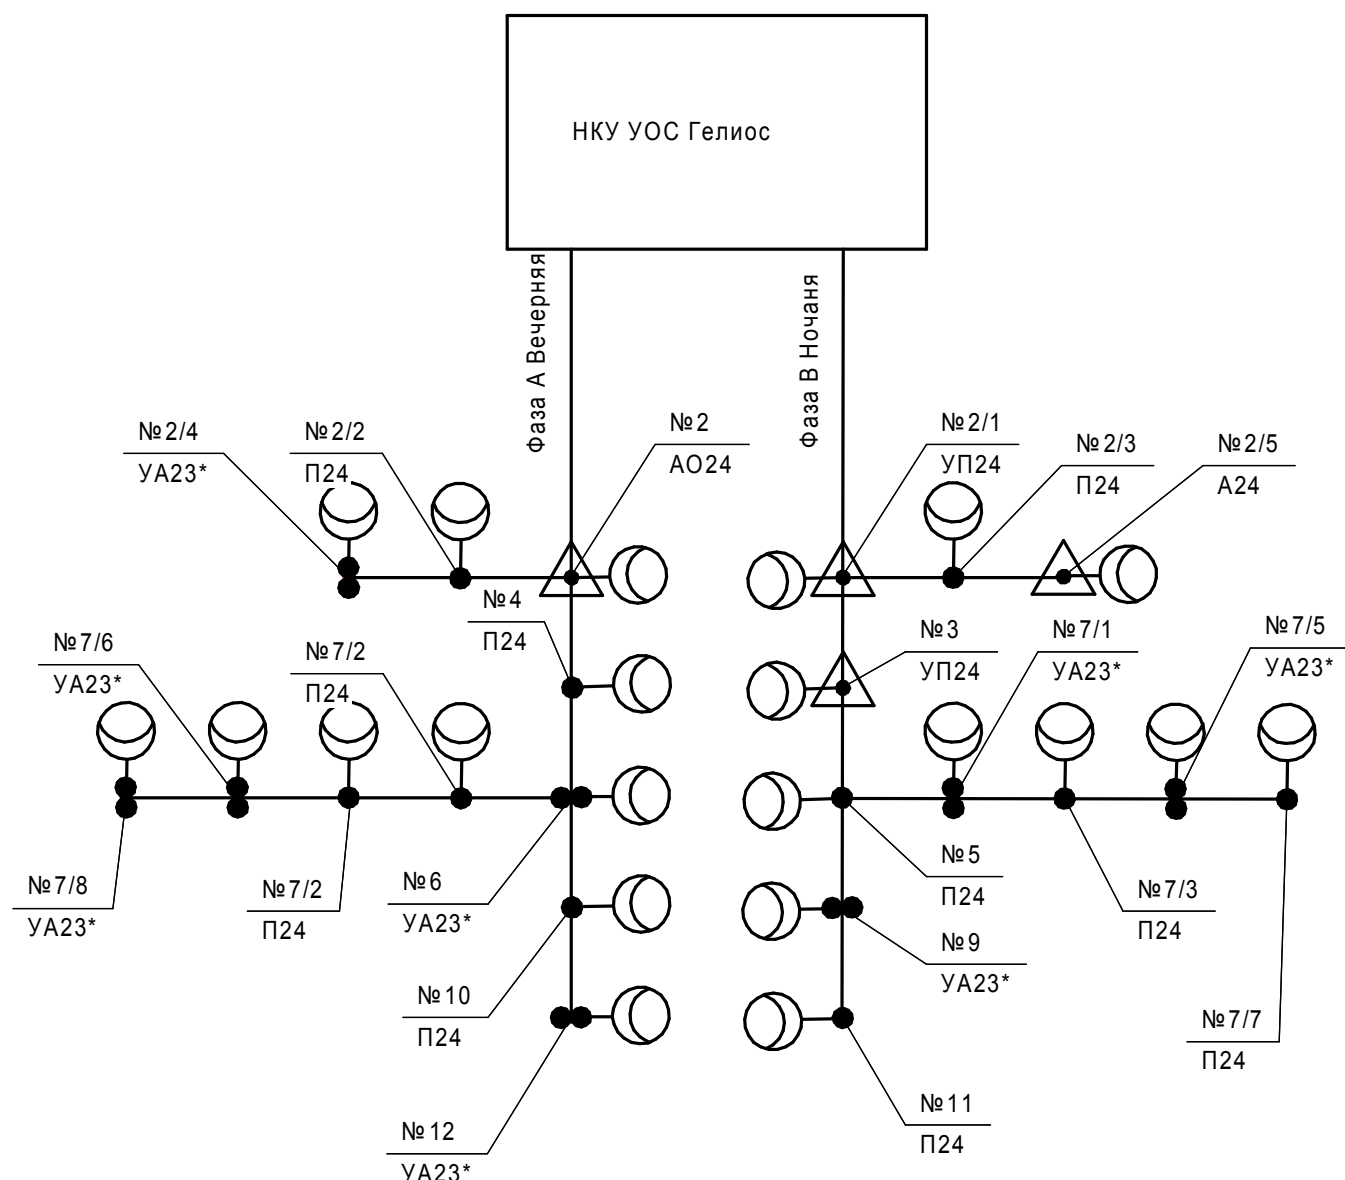 НКУ УОС Гелиос
Фаза А Вечерняя
Фаза В Ночаня
№2/4
УА23*
№2/2
П24
№2
АО24
№2/1
УП24
№2/3
П24
№2/5
А24
№4
П24
№3
УП24
№7/6
УА23*
№7/2
П24
№7/1
УА23*
№7/5
УА23*
№7/8
УА23*
№7/2
П24
№6
УА23*
№5
П24
№7/3
П24
№9
УА23*
№10
П24
№7/7
П24
№12
УА23*
№11
П24